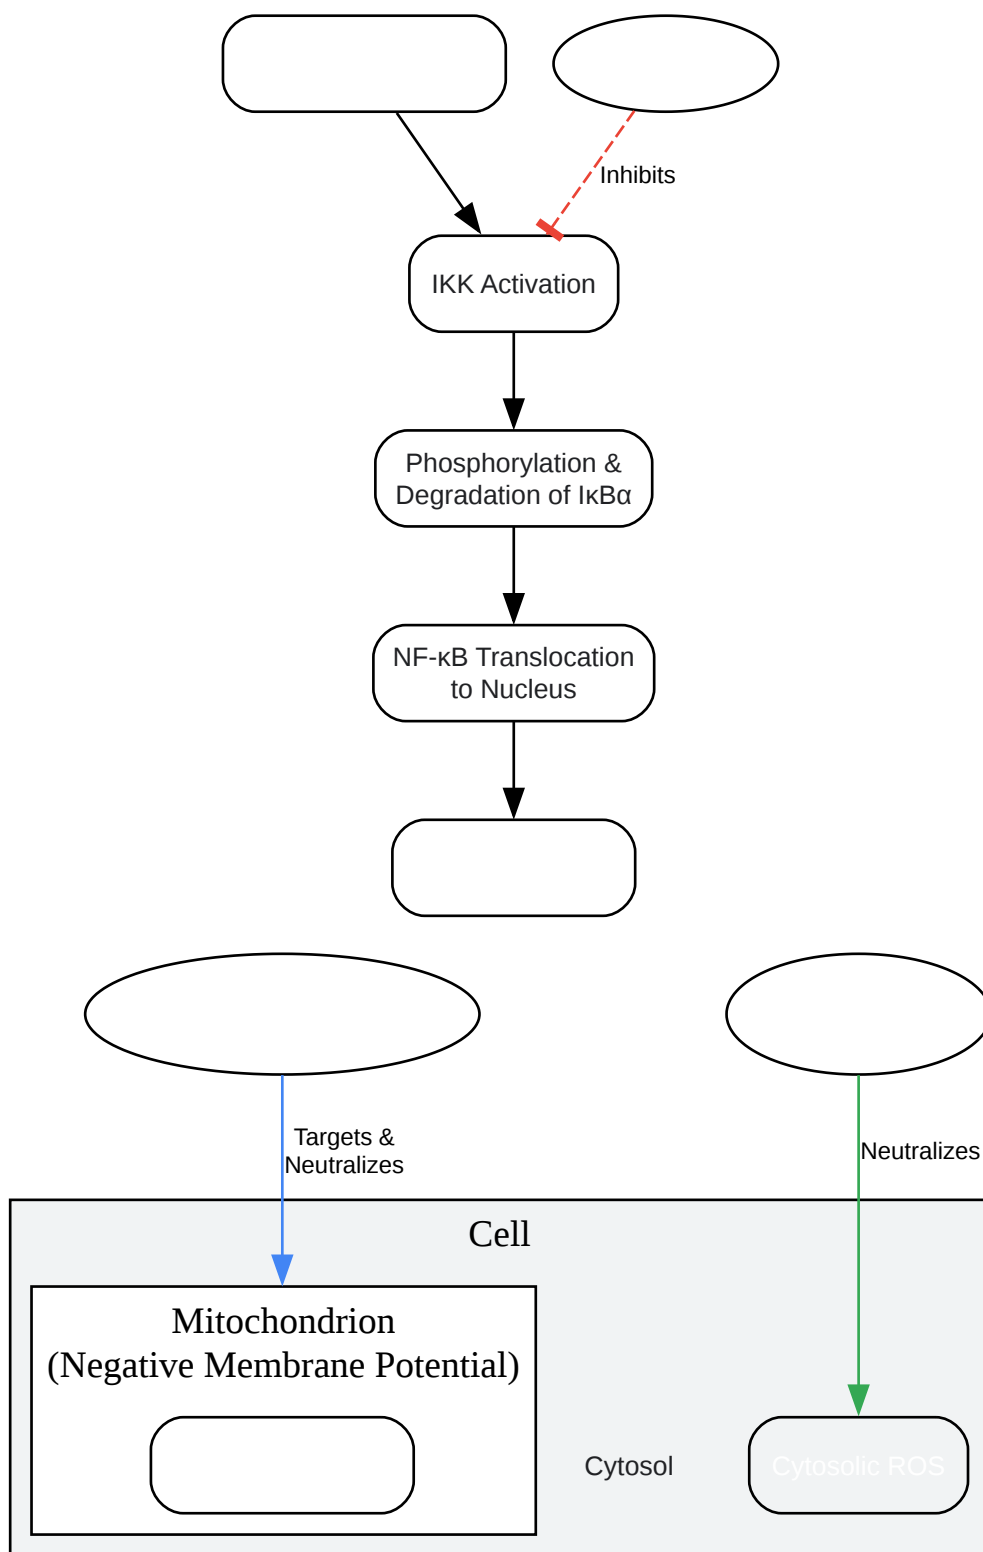 Inhibits
IKK Activation
Phosphorylation &
Degradation of IκBα
NF-κB Translocation
to Nucleus
Targets &
Neutralizes
Neutralizes
Cell
Mitochondrion
(Negative Membrane Potential)
Cytosol
Cytosolic ROS